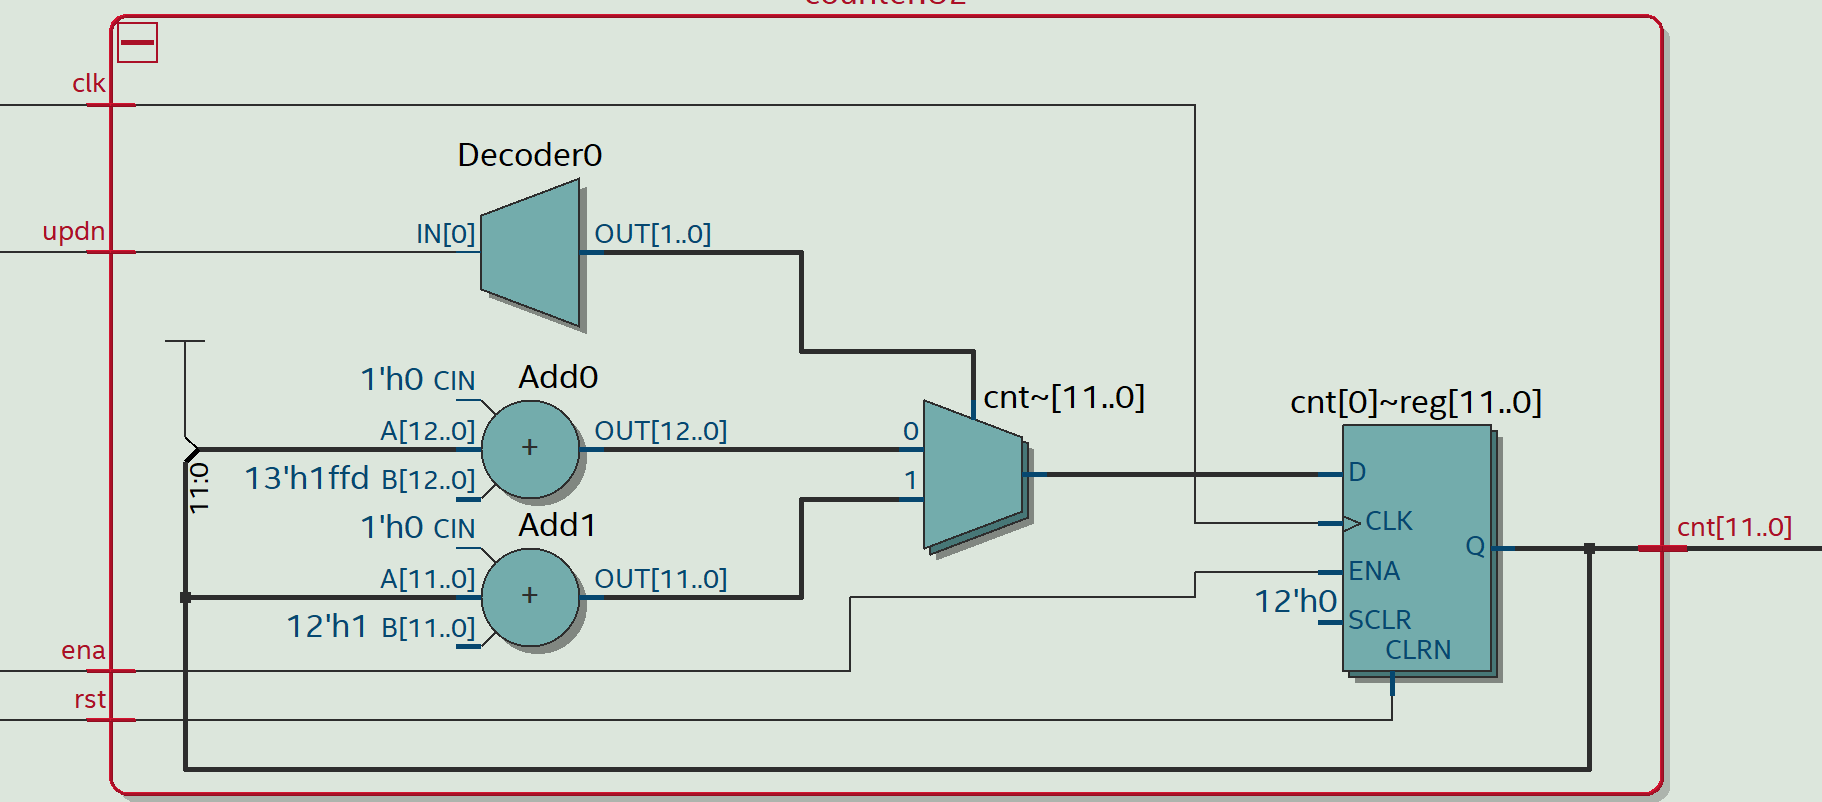 clk
Decoder0
updn
IN[0]
OUT[1..0]
1'h0 CIN
Add0
cnt~[11..0]
cnt[0]~reg[11..0]
A[12..0]
+
OUT[12..0]
0
11:0
13'h1ffd B[12..0]
1
D
1'h0 CIN
Add1
CLK
cnt[11..0]
Q
A[11..0]
+
OUT[11..0]
ENA
12'h0
12'h1 B[11..0]
SCLR
ena
CLRN
rst